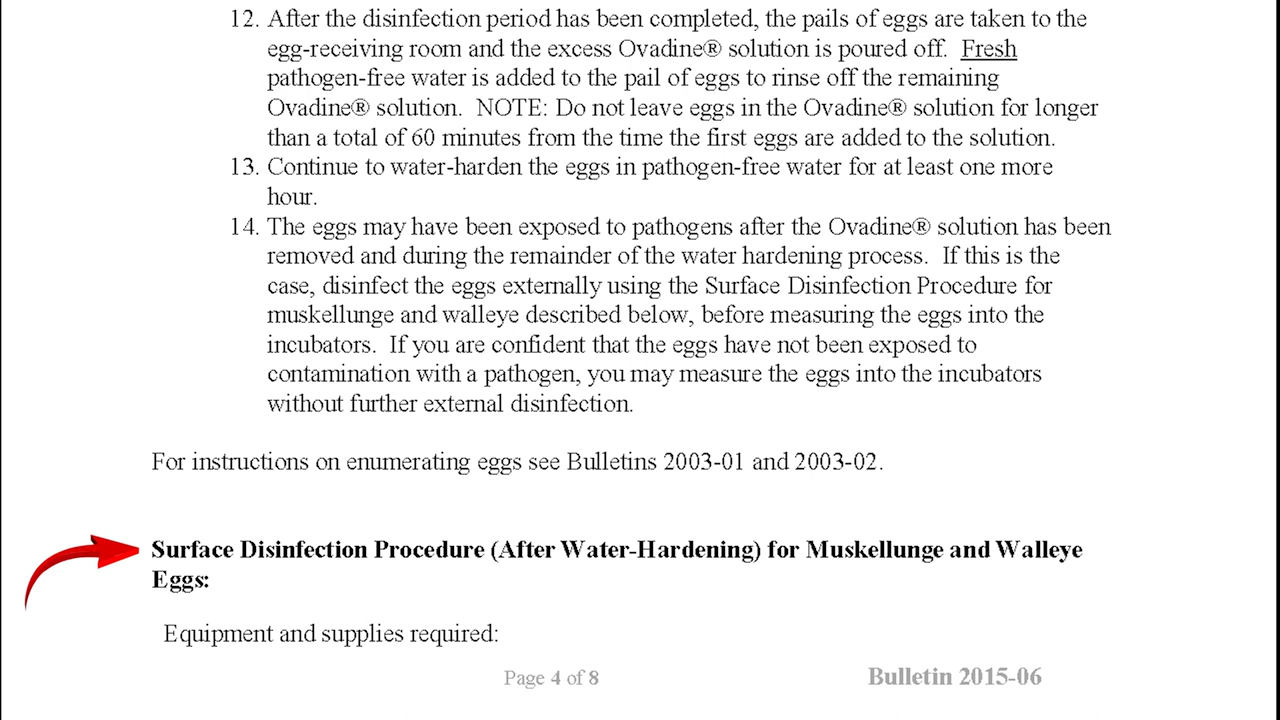 12. After the disinfection period has been completed, the pails of eggs are taken to the
egg-receiving room and the excess Ovadine® solution is poured off. Fresh
pathogen-free water is added to the pail of eggs to rinse off the remaining
Ovadine® solution. NOTE: Do not leave eggs in the Ovadine® solution for longer
than a total of 60 minutes from the time the first eggs are added to the solution.
13. Continue to water-harden the eggs in pathogen-free water for at least one more
hour.
14. The eggs may have been exposed to pathogens after the Ovadine® solution has been
removed and during the remainder of the water hardening process. If this is the
case, disinfect the eggs externally using the Surface Disinfection Procedure for
muskellunge and walleye described below, before measuring the eggs into the
incubators. If you are confident that the eggs have not been exposed to
contamination with a pathogen, you may measure the eggs into the incubators
without further external disinfection.
For instructions on enumerating eggs see Bulletins 2003-01 and 2003-02.
Surface Disinfection Procedure (After Water-Hardening) for Muskellunge and Walleye
Eggs:
Equipment and supplies required:
Page 4 of 8 Bulletin 2015-06